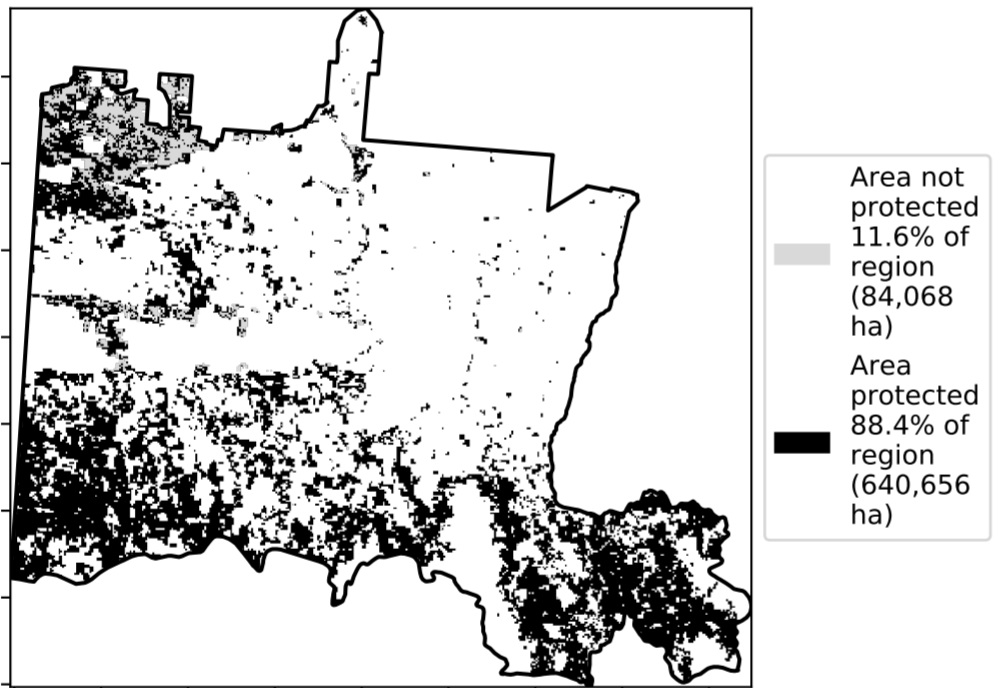 Area not
protected
11.6% of
region
(84,068
ha)
Area
protected
88.4% of
region
(640,656
ha)